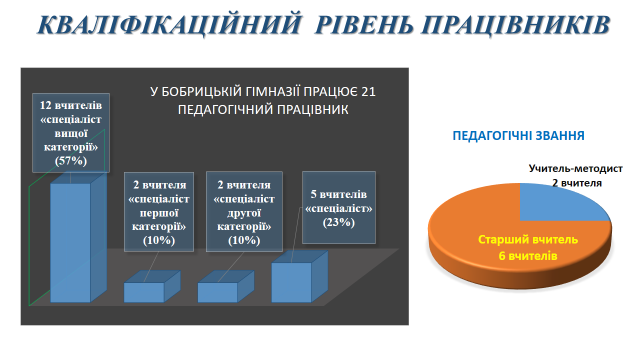 КВАЛІФІКАЦІЙНИЙ РІВЕНЬ ПРАЦІВНИКІВ
У БОБРИЦЬКІЙ ГІМНАЗІЇ ПРАЦЮЄ 21
ПЕДАГОГІЧНИЙ ПРАЦІВНИК
12 вчителів
«спеціаліст
вищої
категорії»
(57%)
2 вчителя
«спеціаліст
першої
категорії»
(10%)
2 вчителя
«спеціаліст
другої
категорії»
(10%)
5 вчителів
«спеціаліст»
(23%)
ПЕДАГОГІЧНІ ЗВАННЯ
Учитель-методист
2 вчителя
Старший вчитель
6 вчителів